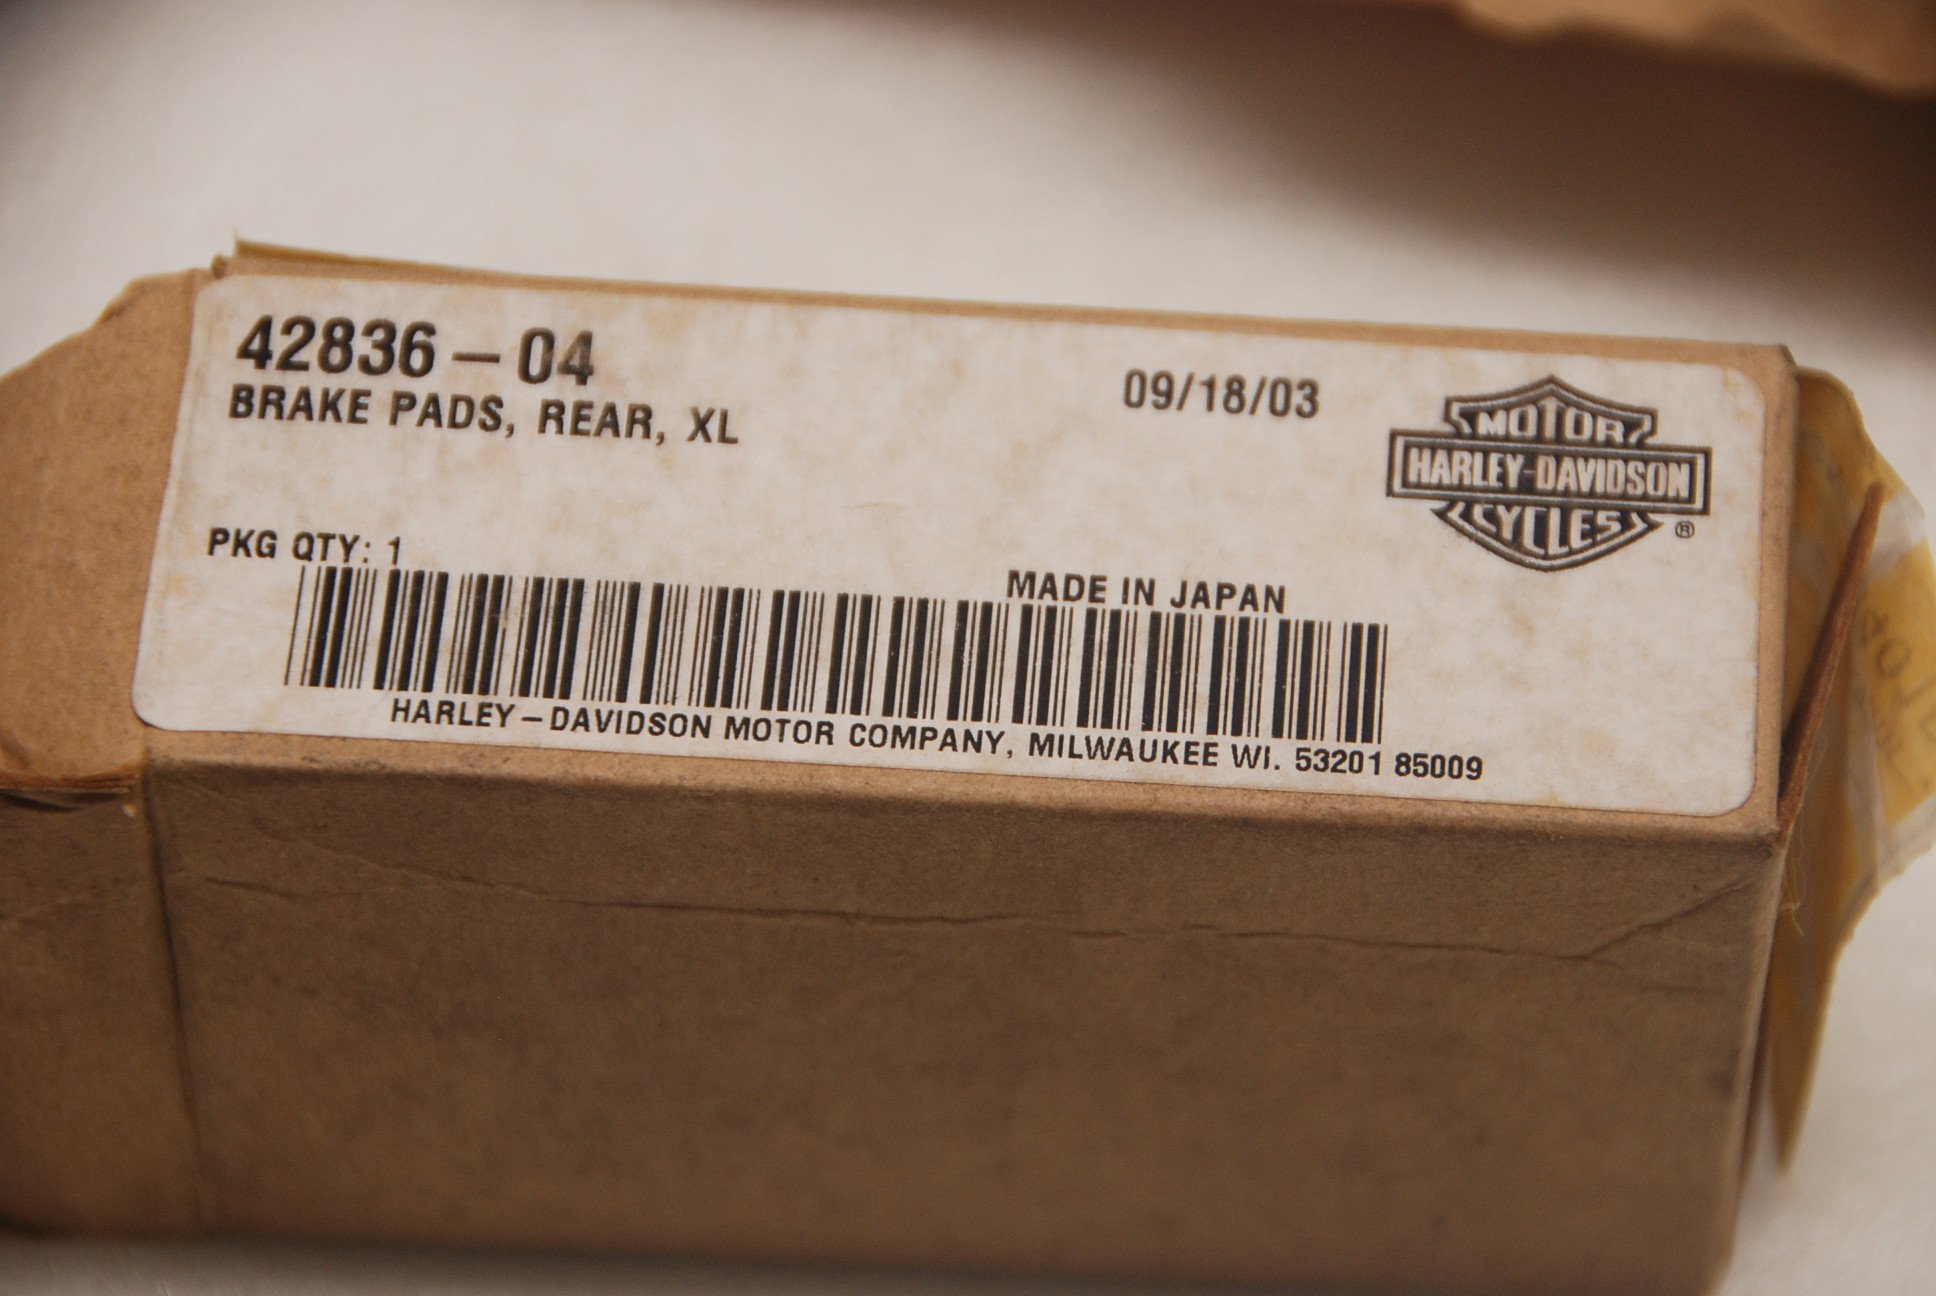 42836-04
BRAKE PADS, REAR, XL
09/18/03
MOTOR
HARLEY-DAVIDSON
CYCLES
®
PKG QTY: 1
MADE IN JAPAN
HARLEY-DAVIDSON MOTOR COMPANY, MILWAUKEE WI. 53201 85009